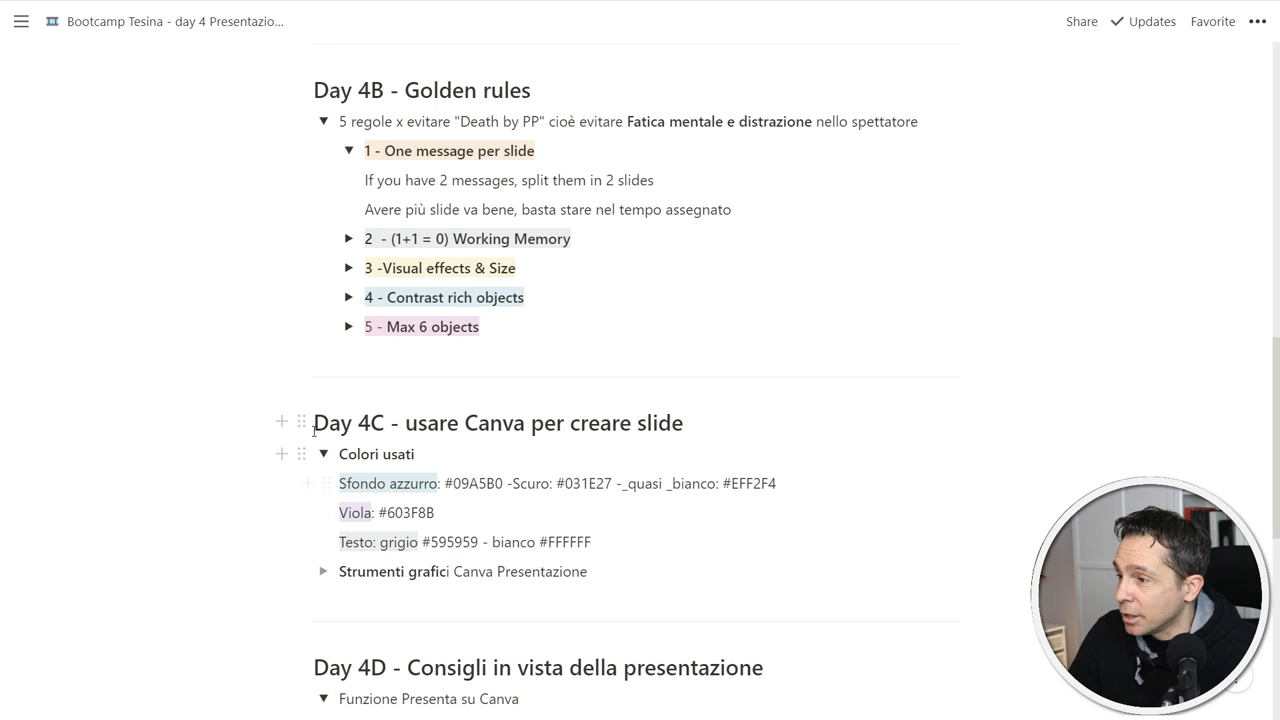 Bootcamp Tesina - day 4 Presentazio...
Share
Updates
Favorite
Day 4B - Golden rules
5 regole x evitare "Death by PP" cioè evitare Fatica mentale e distrazione nello spettatore
1 - One message per slide
If you have 2 messages, split them in 2 slides
Avere più slide va bene, basta stare nel tempo assegnato
2 - (1+1 = 0) Working Memory
3 -Visual effects & Size
4 - Contrast rich objects
5 - Max 6 objects
Day 4C - usare Canva per creare slide
Colori usati
Sfondo azzurro: #09A5B0 -Scuro: #031E27 -_quasi _bianco: #EFF2F4
Viola: #603F8B
Testo: grigio #595959 - bianco #FFFFFF
Strumenti grafici Canva Presentazione
Day 4D - Consigli in vista della presentazione
Funzione Presenta su Canva